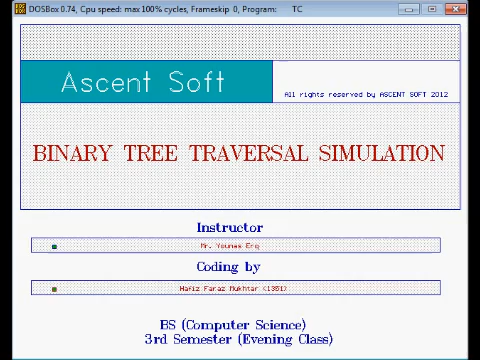 DOSBox 0.74, Cpu speed: max 100% cycles, Frameskip 0, Program: TC
Ascent Soft
All rights reserved by ASCENT SOFT 2012
BINARY TREE TRAVERSAL SIMULATION
Instructor
Mr. Younas
Coding by
Hafiz Faraz Mukhtar (1351)
BS (Computer Science)
3rd Semester (Evening Class)